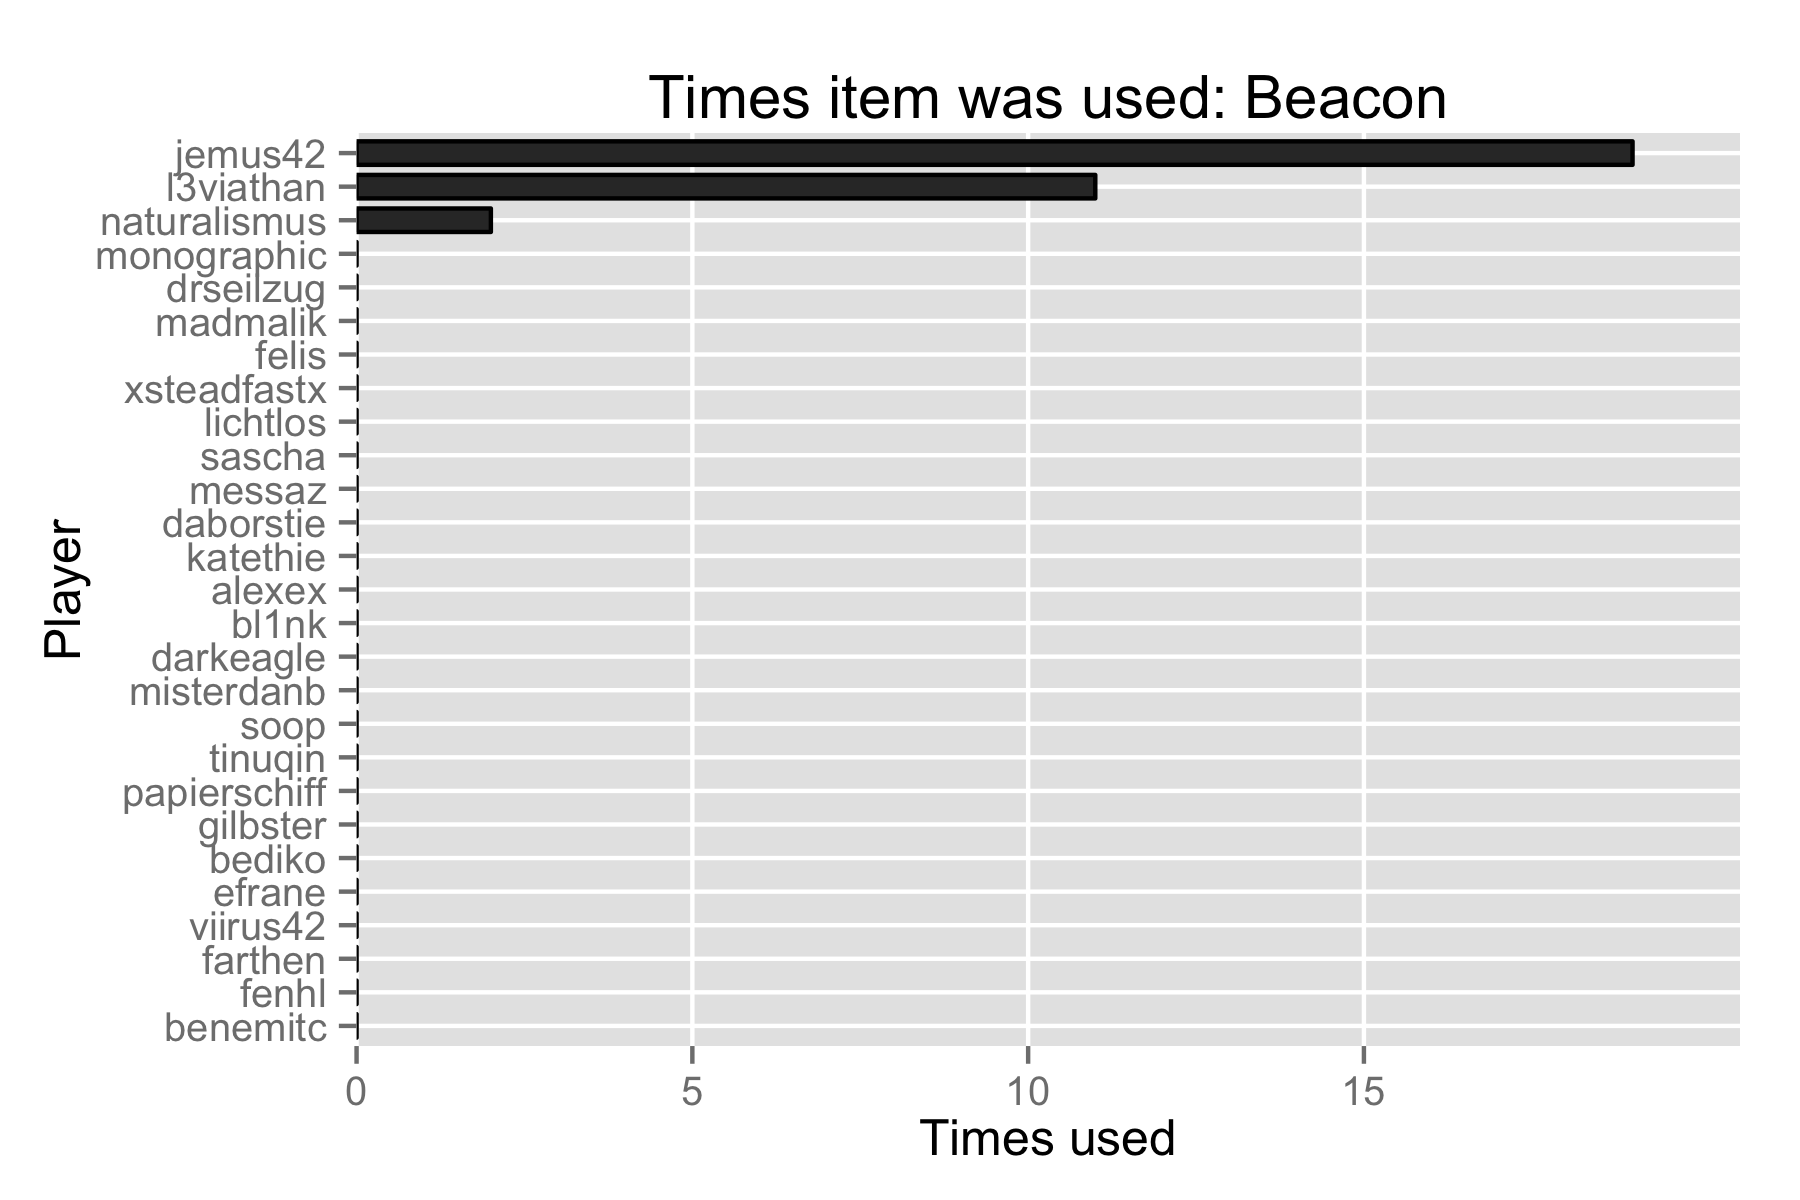 Times item was used: Beacon
jemus42
l3viathan
naturalismus
monographic
drseilzug
madmalik
felis
xsteadfastx
lichtlos
sascha
messaz
daborstie
katethie
alexex
bl1nk
darkeagle
misterdanb
soop
tinuqin
papierschiff
gilbster
bediko
efrane
viirus42
farthen
fenhl
benemitc
Player
0 5 10 15
Times used